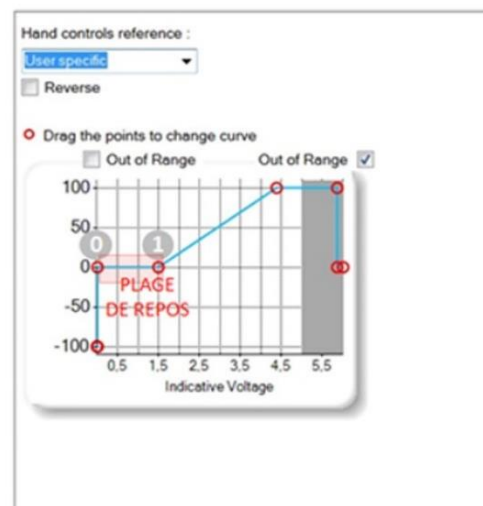 Hand controls reference :
User specific
Reverse
Drag the points to change curve
Out of Range Out of Range
100
50
0 1
0
PLAGE
DE REPOS
-50
-100
0,5 1,5 2,5 3,5 4,5 5,5
Indicative Voltage